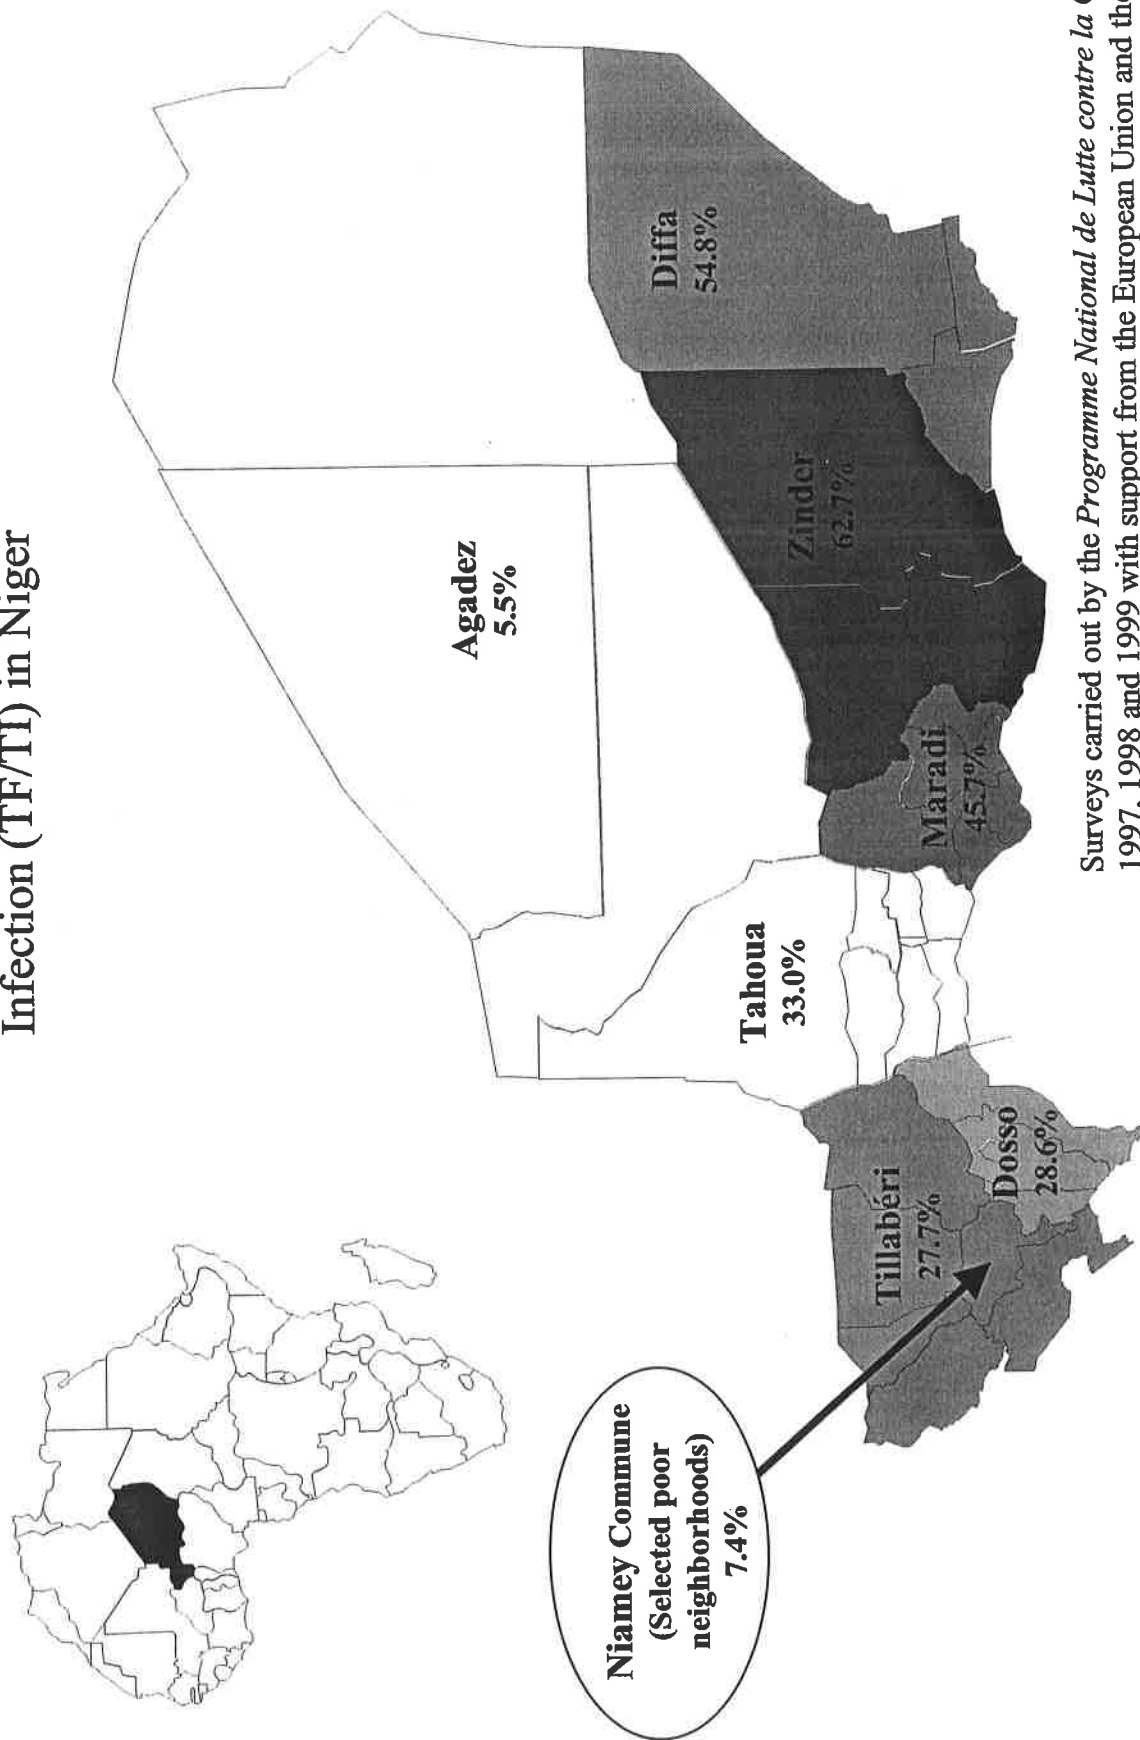 Infection (TF/TI) in Niger
Agadez
5.5%
Diffa
54.8%
Zinder
62.7%
Maradi
45.7%
Tahoua
33.0%
Tillabéri
27.7%
Dosso
28.6%
Niamey Commune
(Selected poor
neighborhoods)
7.4%
Surveys carried out by the Programme National de Lutte contre la
1997, 1998 and 1999 with support from the European Union and the